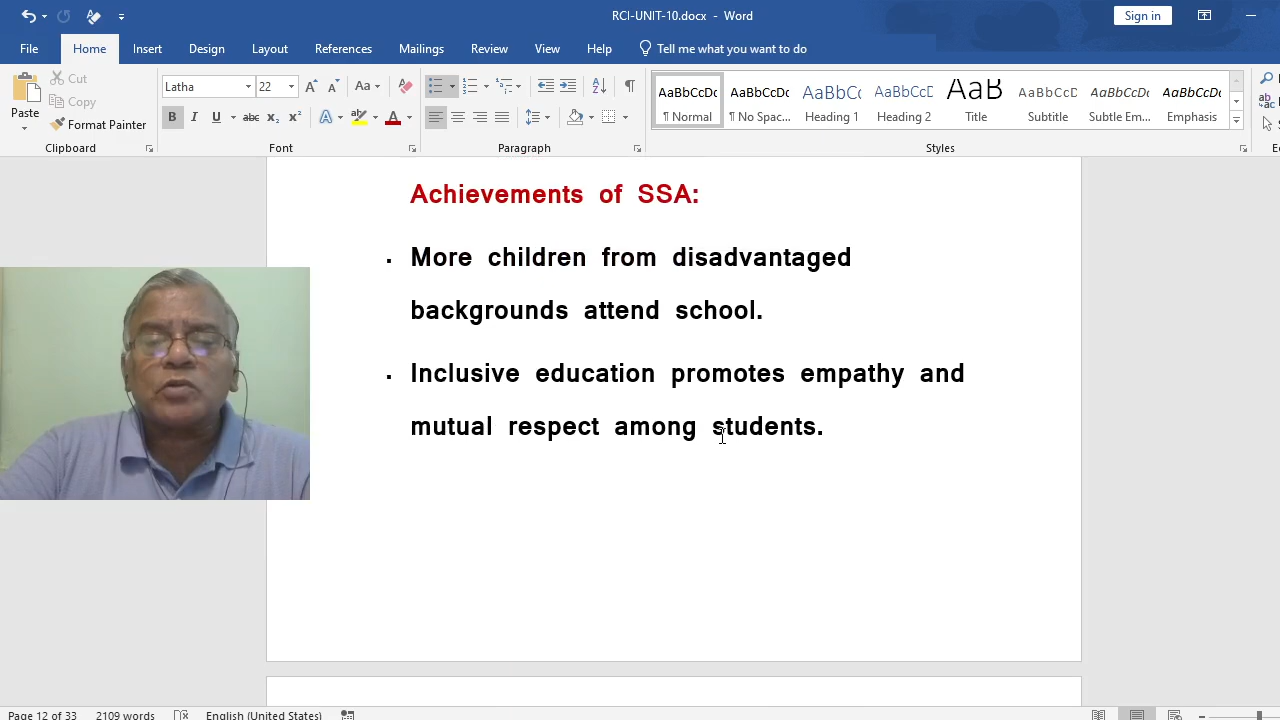 RCI-UNIT-10.docx - Word
Sign in
File Home Insert Design Layout References Mailings Review View Help Tell me what you want to do
Paste
Cut
Copy
Format Painter
Clipboard
Latha 22
Font
Paragraph
AaBbCcDc AaBbCcDc AaBbC AaBbCcD AaB AaBbCcD AaBbCcDc AaBbCcDc
¶ Normal ¶ No Spac... Heading 1 Heading 2 Title Subtitle Subtle Em... Emphasis
Styles
Achievements of SSA:
▪ More children from disadvantaged
backgrounds attend school.
▪ Inclusive education promotes empathy and
mutual respect among students.
Page 12 of 33 2109 words English (United States)